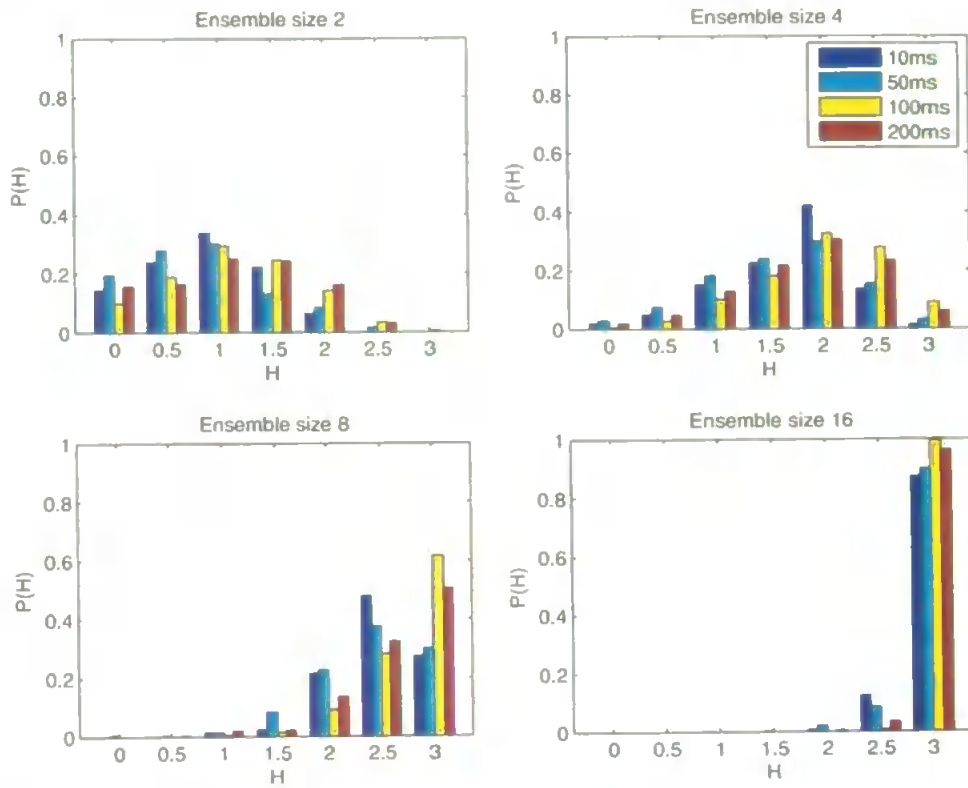 Ensemble size 2
1
0.8
0.6
0.4
0.2
0
P(H)
0 0.5 1 1.5 2 2.5 3
H
Ensemble size 4
1
0.8
0.6
0.4
0.2
0
P(H)
10ms
50ms
100ms
200ms
0 0.5 1 1.5 2 2.5 3
H
Ensemble size 8
1
0.8
0.6
0.4
0.2
0
P(H)
0 0.5 1 1.5 2 2.5 3
H
Ensemble size 16
1
0.8
0.6
0.4
0.2
0
P(H)
0 0.5 1 1.5 2 2.5 3
H